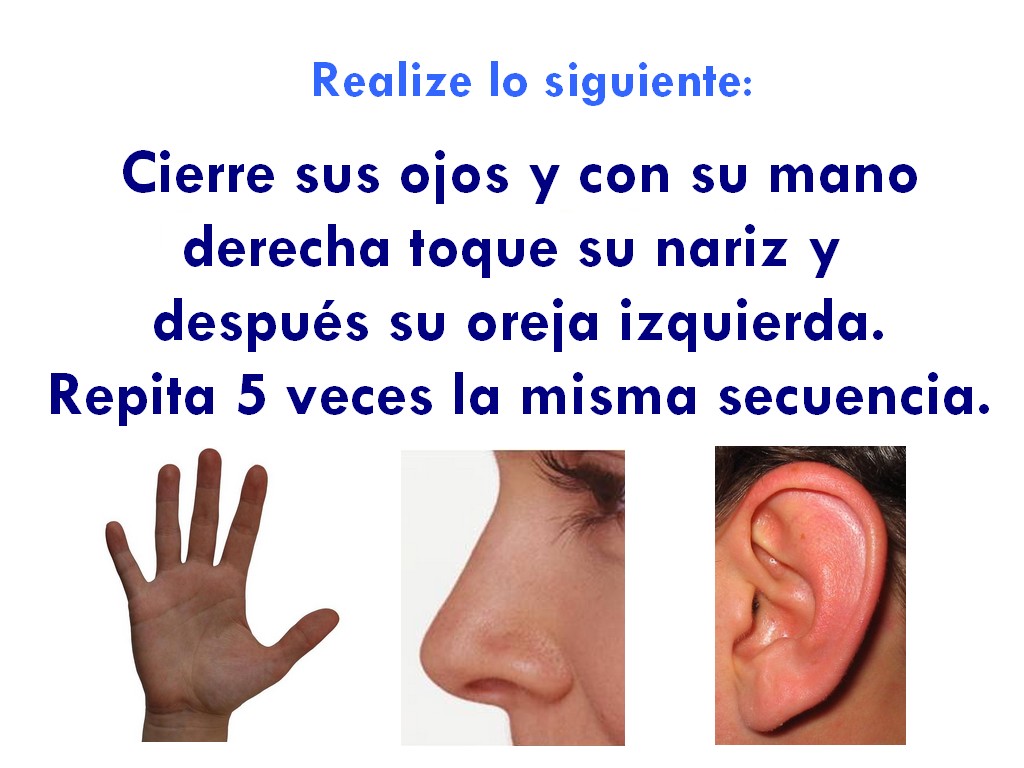 Realize lo siguiente:
Cierre sus ojos y con su mano
derecha toque su nariz y
después su oreja izquierda.
Repita 5 veces la misma secuencia.